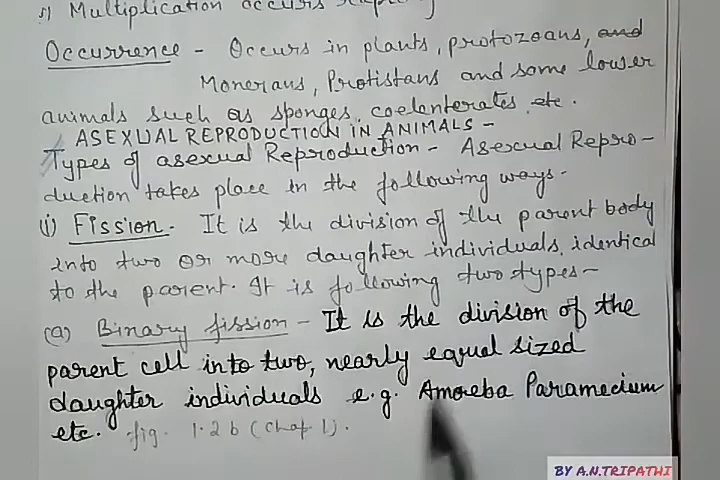 5) Multiplication occurs
Occurrence - Occurs in plants, protozoans, and
Monerans, Protistans and some lower
animals such as sponges, coelenterates etc.
ASEXUAL REPRODUCTION IN ANIMALS -
Types of asexual Reproduction - Asexual Repro-
duction takes place in the following ways-
(i) Fission - It is the division of the parent body
into two or more daughter individuals identical
to the parent. It is following two types-
(a) Binary fission - It is the division of the
parent cell into two, nearly equal sized
daughter individuals e.g. Amoeba Paramecium
etc. fig. 1.2 b (chap 1).
BY A.N.TRIPATHI